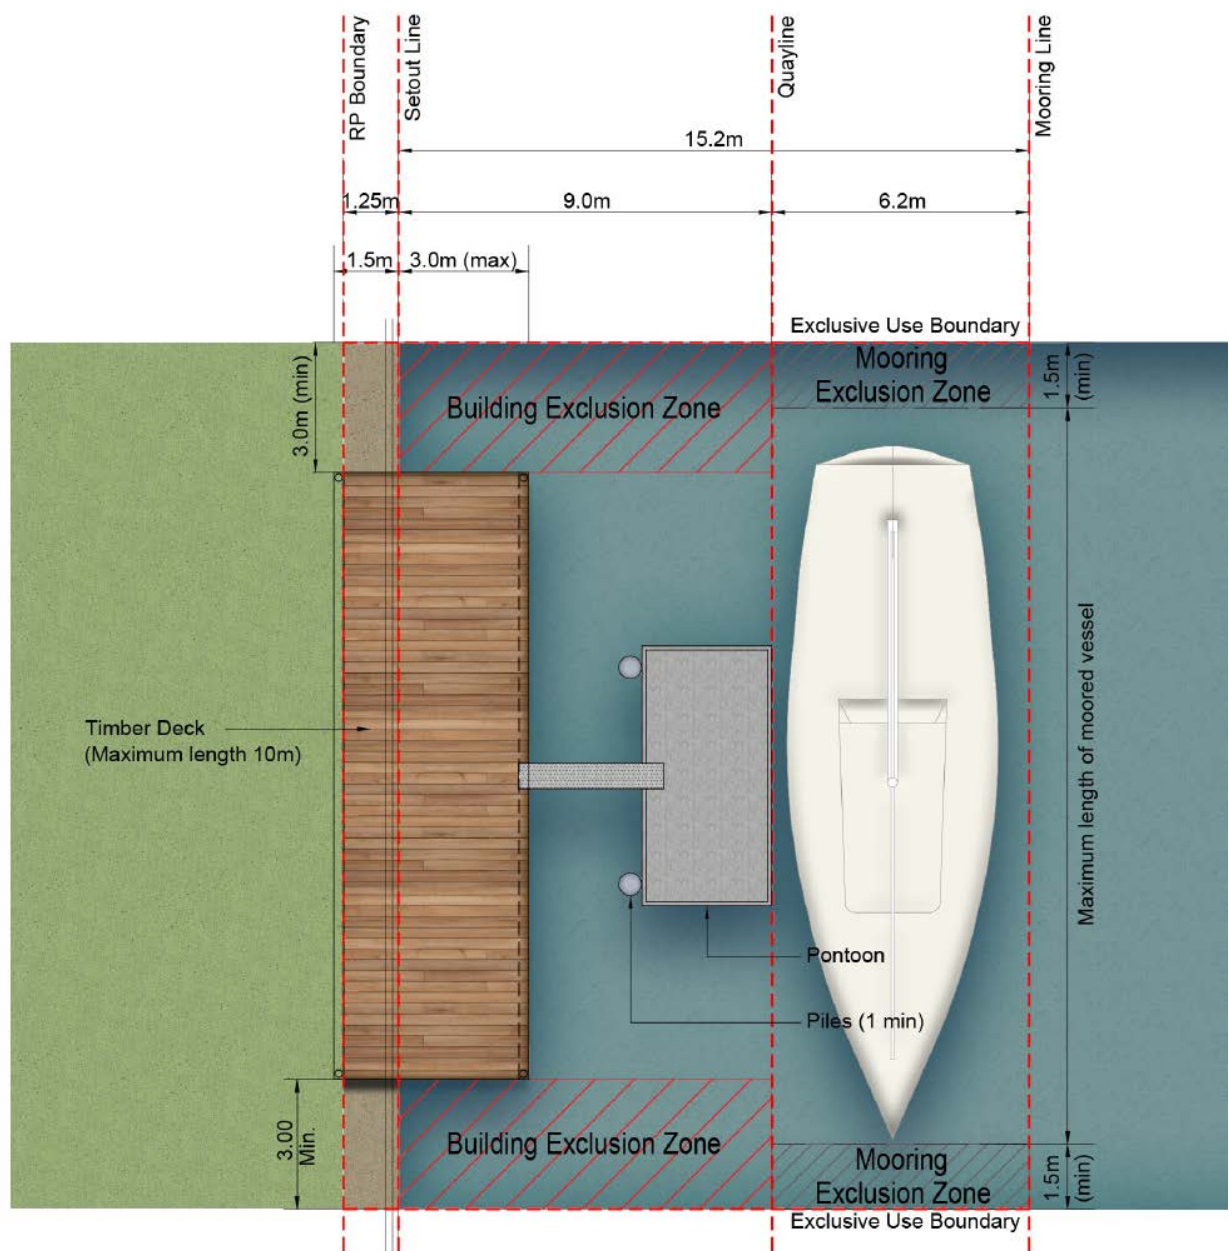 RP Boundary
Setout Line
Quayline
Mooring Line
15.2m
1.25m
9.0m
6.2m
1.5m
3.0m (max)
Exclusive Use Boundary
3.0m (min)
Building Exclusion Zone
Mooring
Exclusion Zone
1.5m
(min)
Timber Deck
(Maximum length 10m)
Maximum length of moored vessel
Pontoon
Piles (1 min)
3.00
Min.
Building Exclusion Zone
Mooring
Exclusion Zone
1.5m
(min)
Exclusive Use Boundary